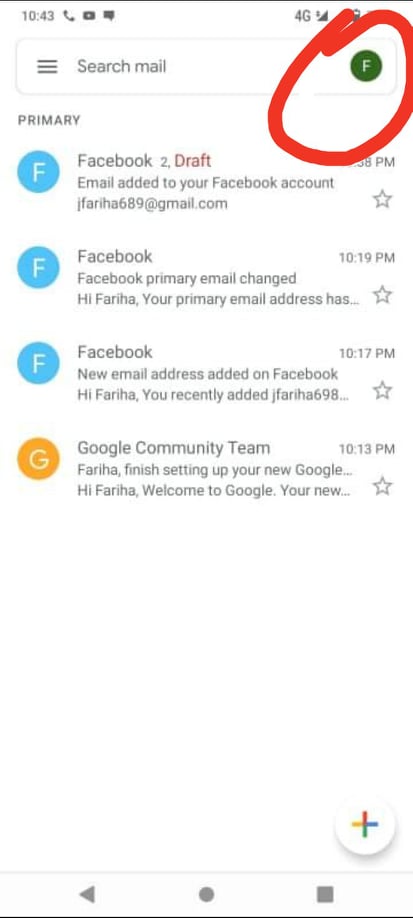 10:43 4G
Search mail F
PRIMARY
F Facebook 2, Draft :38 PM
Email added to your Facebook account
jfariha689@gmail.com
F Facebook 10:19 PM
Facebook primary email changed
Hi Fariha, Your primary email address has...
F Facebook 10:17 PM
New email address added on Facebook
Hi Fariha, You recently added jfariha698...
G Google Community Team 10:13 PM
Fariha, finish setting up your new Google...
Hi Fariha, Welcome to Google. Your new...